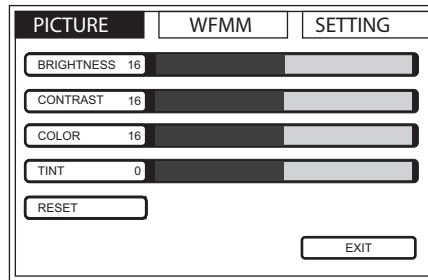 PICTURE WFMM SETTING
BRIGHTNESS 16
CONTRAST 16
COLOR 16
TINT 0
RESET
EXIT